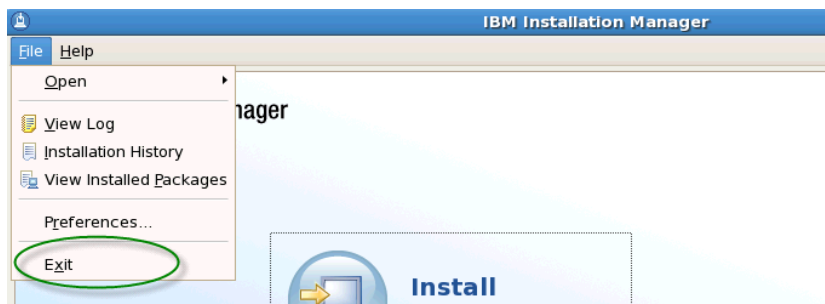 IBM Installation Manager
File Help
Open
nager
View Log
Installation History
View Installed Packages
Preferences...
Exit
Install